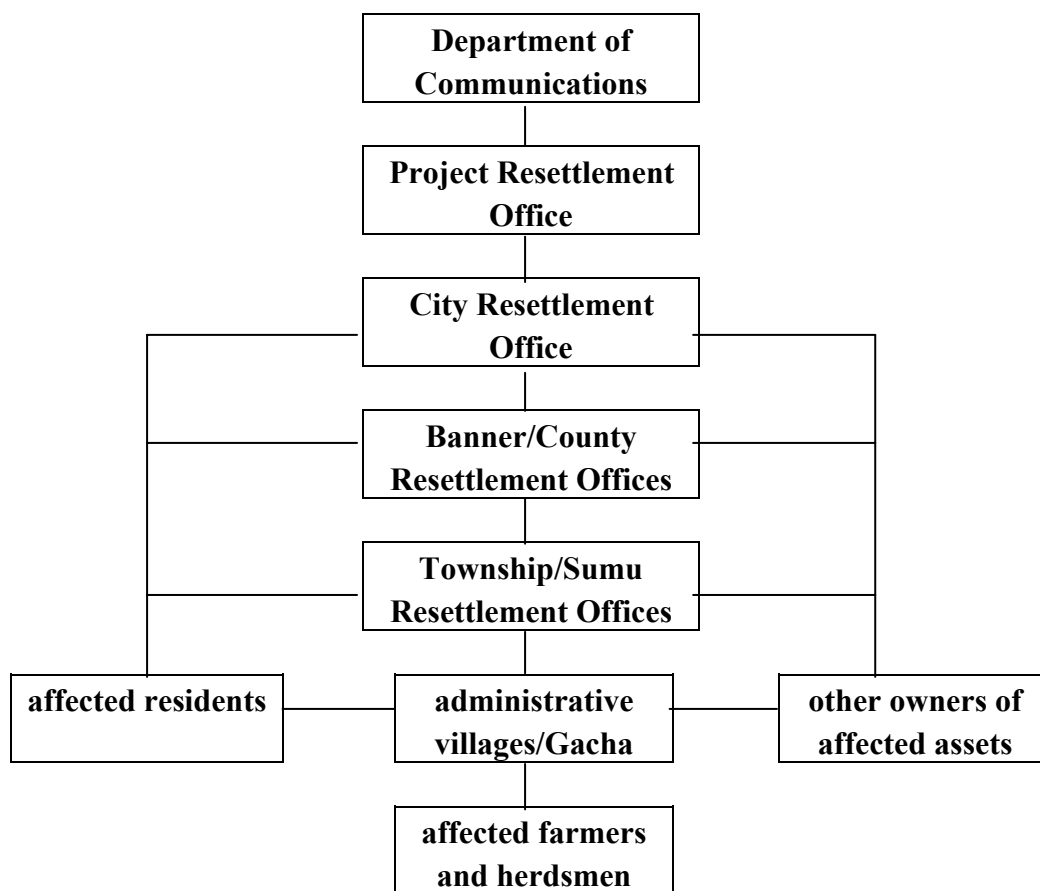 Department of
Communications
Project Resettlement
Office
City Resettlement
Office
Banner/County
Resettlement Offices
Township/Sumu
Resettlement Offices
affected residents
administrative
villages/Gacha
other owners of
affected assets
affected farmers
and herdsmen